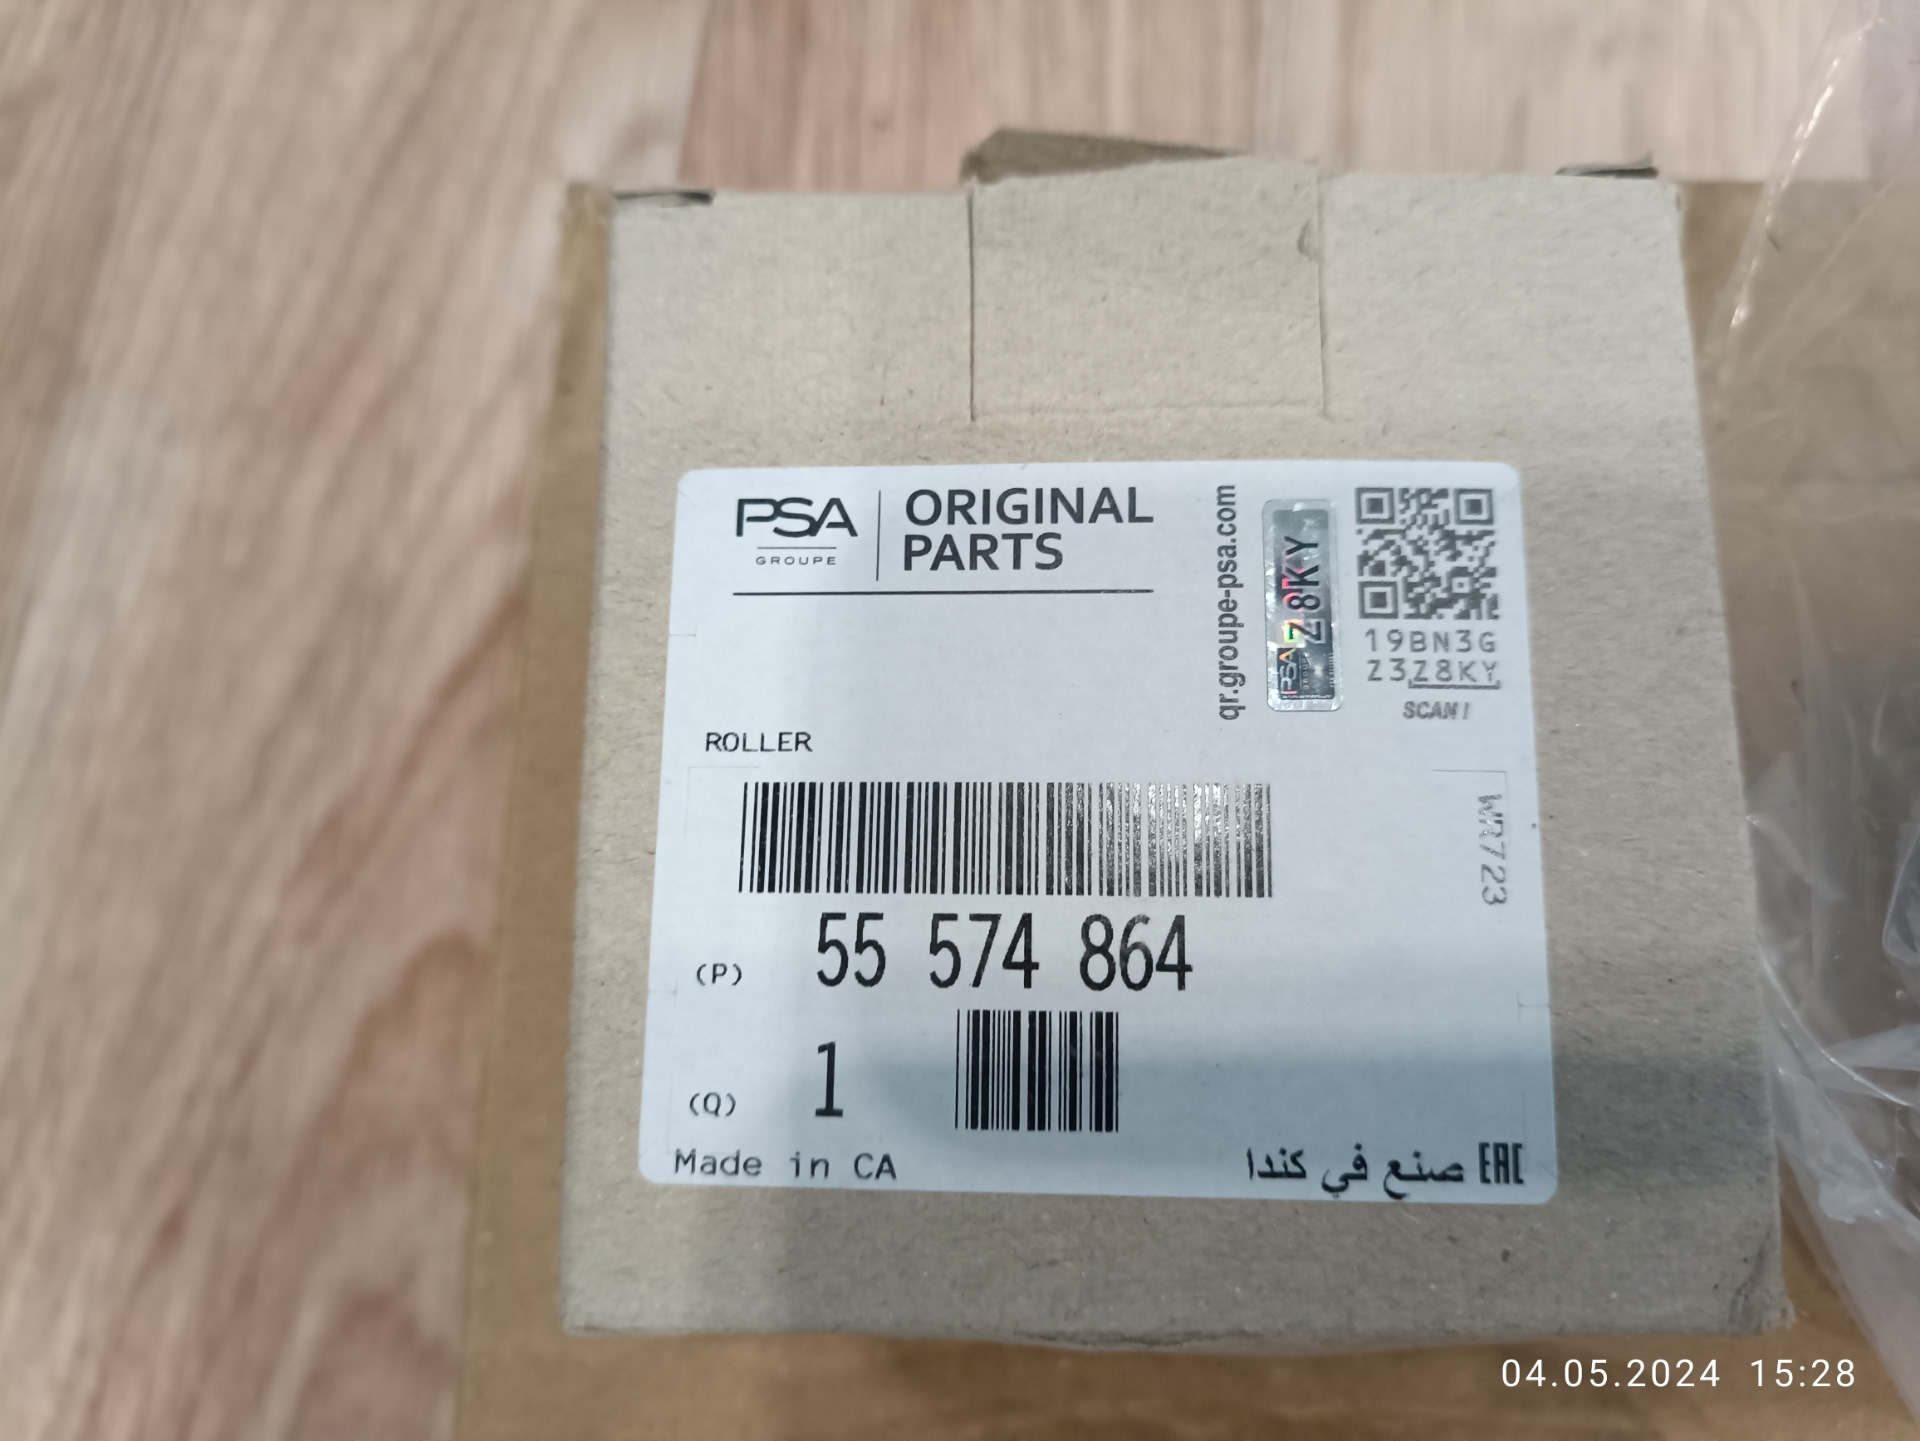 PSA
GROUPE
ORIGINAL
PARTS
qr.groupe-psa.com
Z8KY
PSA
19BN3G
Z3Z8KY
SCAN!
ROLLER
WR723
(P) 55 574 864
(Q) 1
Made in CA
صنع في كندا EAC
04.05.2024 15:28